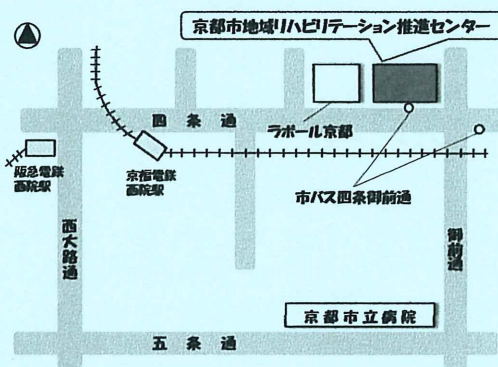 京都市地域リハビリテーション推進センター
四条通
ラボール京都
阪急電鉄
西院駅
京福電鉄
西院駅
市バス四条御前通
西大路通
御前通
京都市立病院
五条通